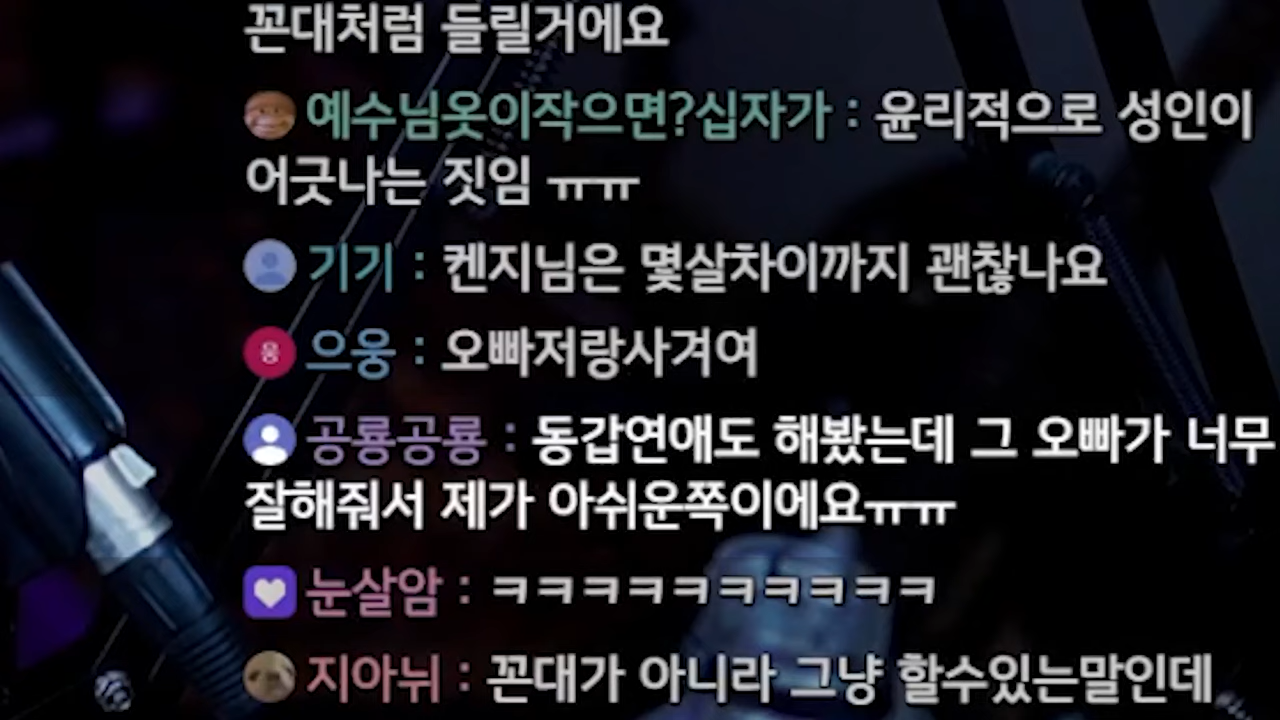 꼰대처럼 들릴거에요
예수님옷이작으면?십자가 : 윤리적으로 성인이
어긋나는 짓임 ㅠㅠ
기기 : 켄지님은 몇살차이까지 괜찮나요
웅 으웅 : 오빠저랑사겨여
공룡공룡 : 동갑연애도 해봤는데 그 오빠가 너무
잘해줘서 제가 아쉬운쪽이에요ㅠㅠ
눈살암 : ㅋㅋㅋㅋㅋㅋㅋㅋㅋㅋ
지아뉘 : 꼰대가 아니라 그냥 할수있는말인데